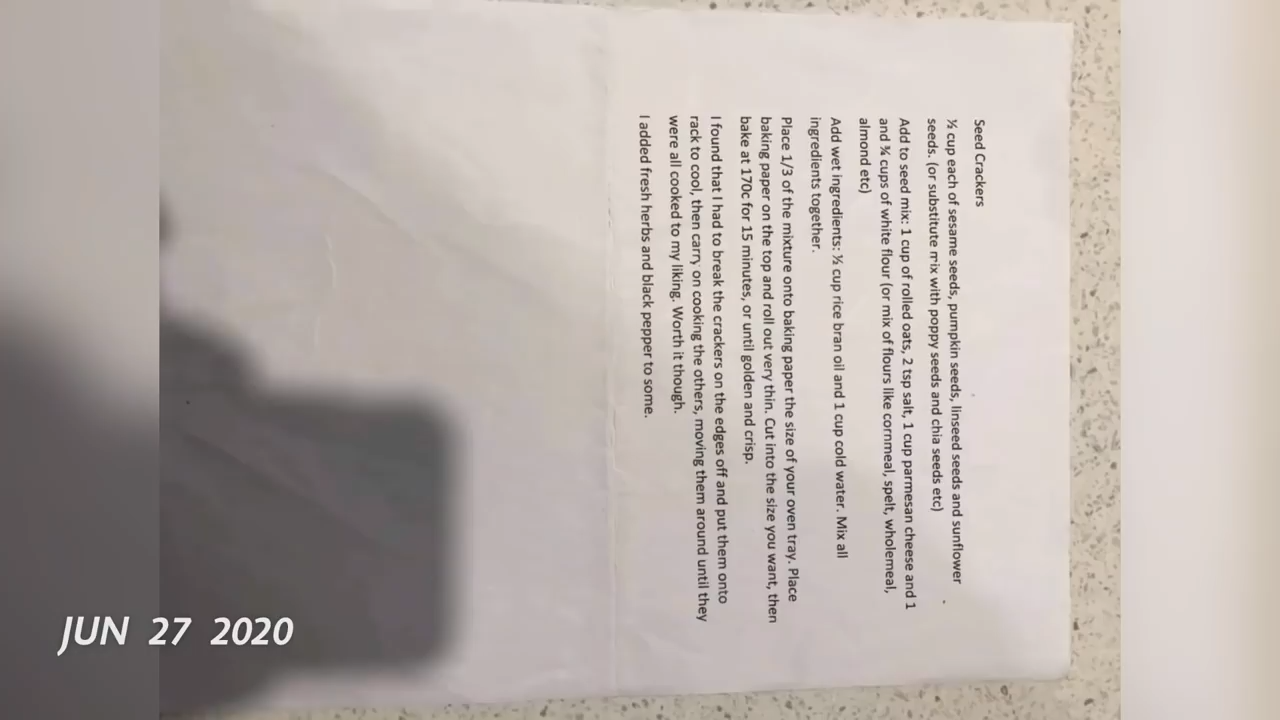 Seed Crackers
½ cup each of sesame seeds, pumpkin seeds, linseed seeds and sunflower
seeds. (or substitute mix with poppy seeds and chia seeds etc)
Add to seed mix: 1 cup of rolled oats, 2 tsp salt, 1 cup parmesan cheese and 1
and ¾ cups of white flour (or mix of flours like cornmeal, spelt, wholemeal,
almond etc)
Add wet ingredients: ½ cup rice bran oil and 1 cup cold water. Mix all
ingredients together.
Place 1/3 of the mixture onto baking paper the size of your oven tray. Place
baking paper on the top and roll out very thin. Cut into the size you want, then
bake at 170c for 15 minutes, or until golden and crisp.
I found that I had to break the crackers on the edges off and put them onto
rack to cool, then carry on cooking the others, moving them around until they
were all cooked to my liking. Worth it though.
I added fresh herbs and black pepper to some.
JUN 27 2020